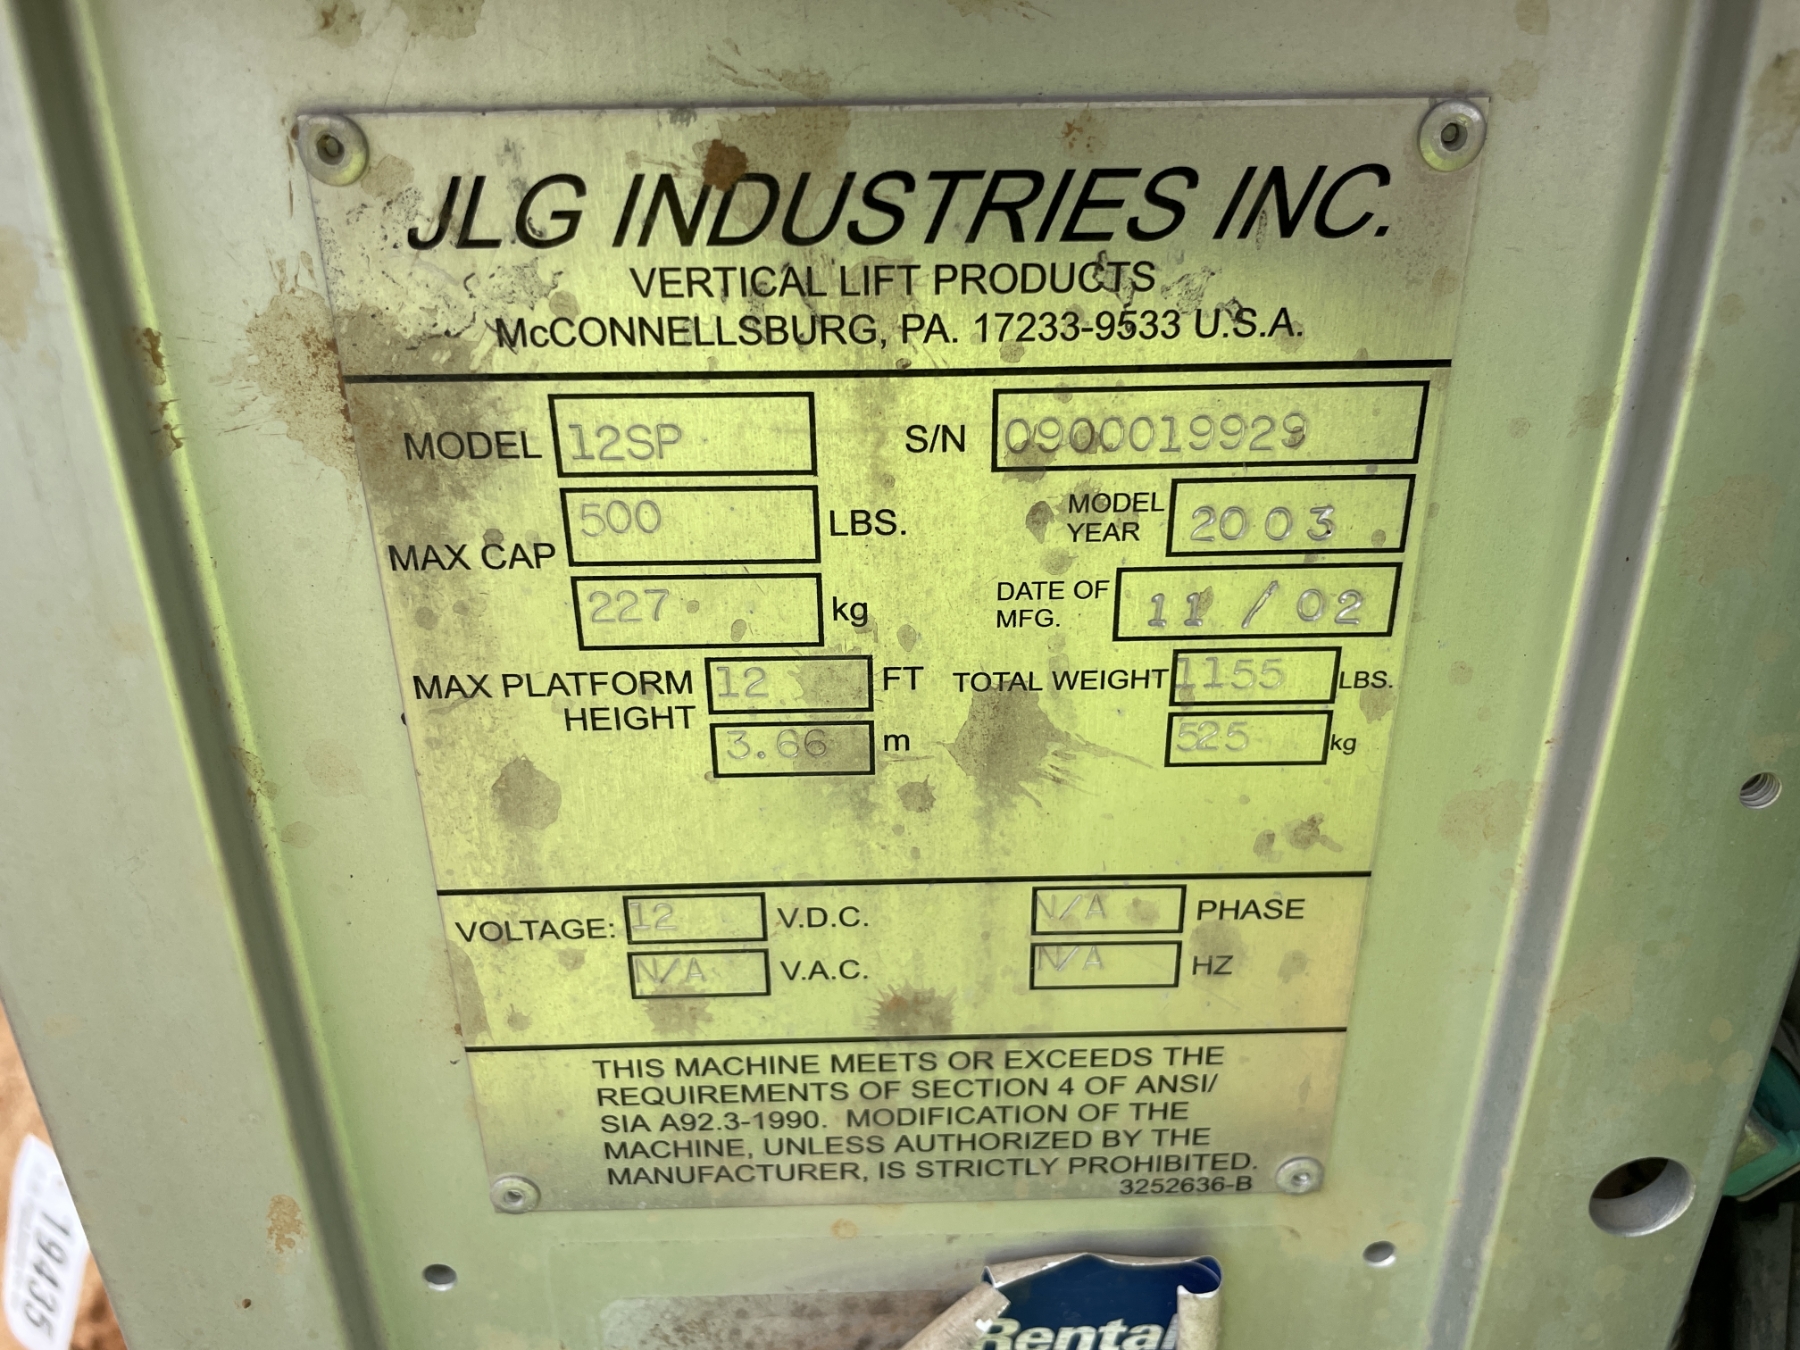 JLG INDUSTRIES INC.
VERTICAL LIFT PRODUCTS
McCONNELLSBURG, PA. 17233-9533 U.S.A.
MODEL 12SP S/N 0900019929
MAX CAP 500 LBS. MODEL YEAR 2003
227 kg DATE OF MFG. 11 / 02
MAX PLATFORM HEIGHT 12 FT TOTAL WEIGHT 1155 LBS.
3.66 m 525 kg
VOLTAGE: 12 V.D.C. N/A PHASE
N/A V.A.C. N/A HZ
THIS MACHINE MEETS OR EXCEEDS THE
REQUIREMENTS OF SECTION 4 OF ANSI/
SIA A92.3-1990. MODIFICATION OF THE
MACHINE, UNLESS AUTHORIZED BY THE
MANUFACTURER, IS STRICTLY PROHIBITED.
3252636-B
Rental
19435